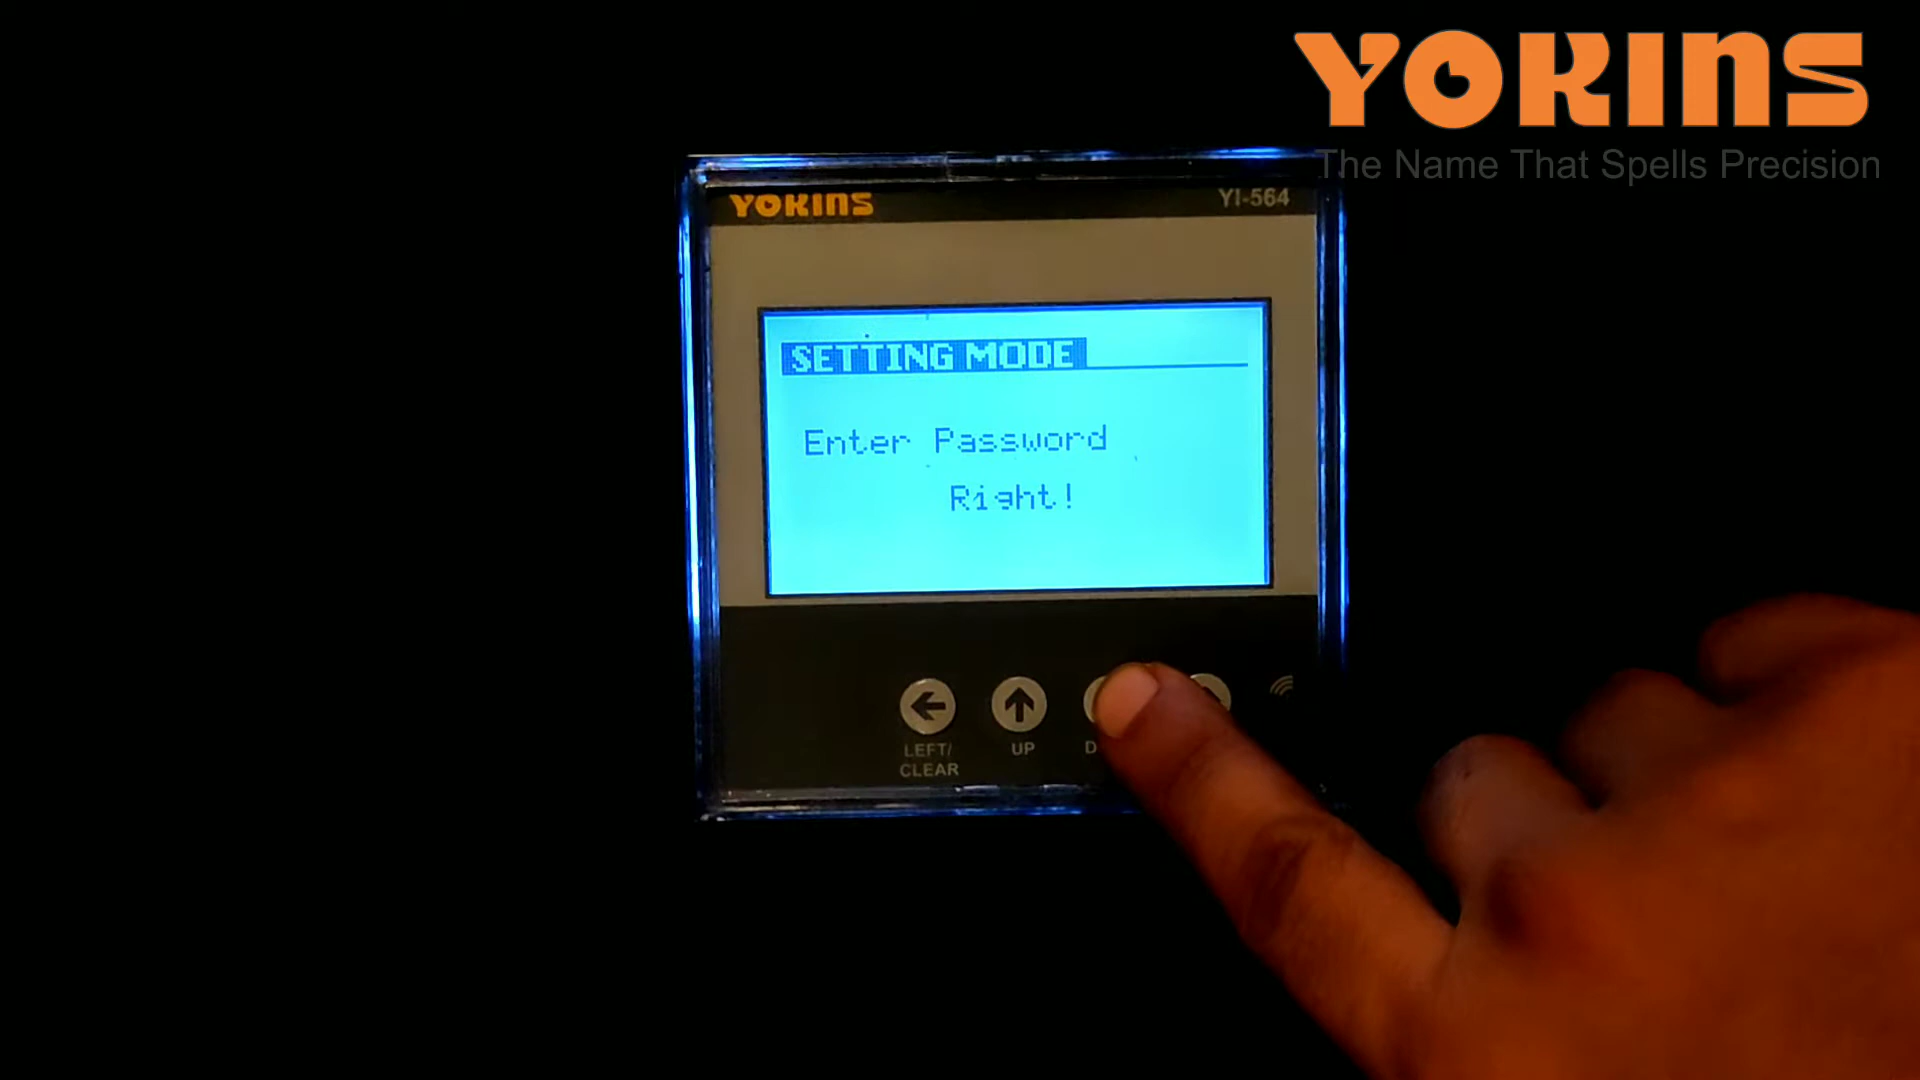 YOKINS
The Name That Spells Precision
YOKINS YI-564
SETTING MODE
Enter Password
Right!
LEFT/ UP
CLEAR